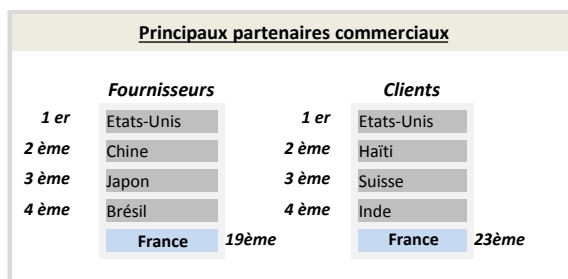 Principaux partenaires commerciaux
Fournisseurs Clients
1 er Etats-Unis 1 er Etats-Unis
2 ème Chine 2 ème Haïti
3 ème Japon 3 ème Suisse
4 ème Brésil 4 ème Inde
France 19ème France 23ème